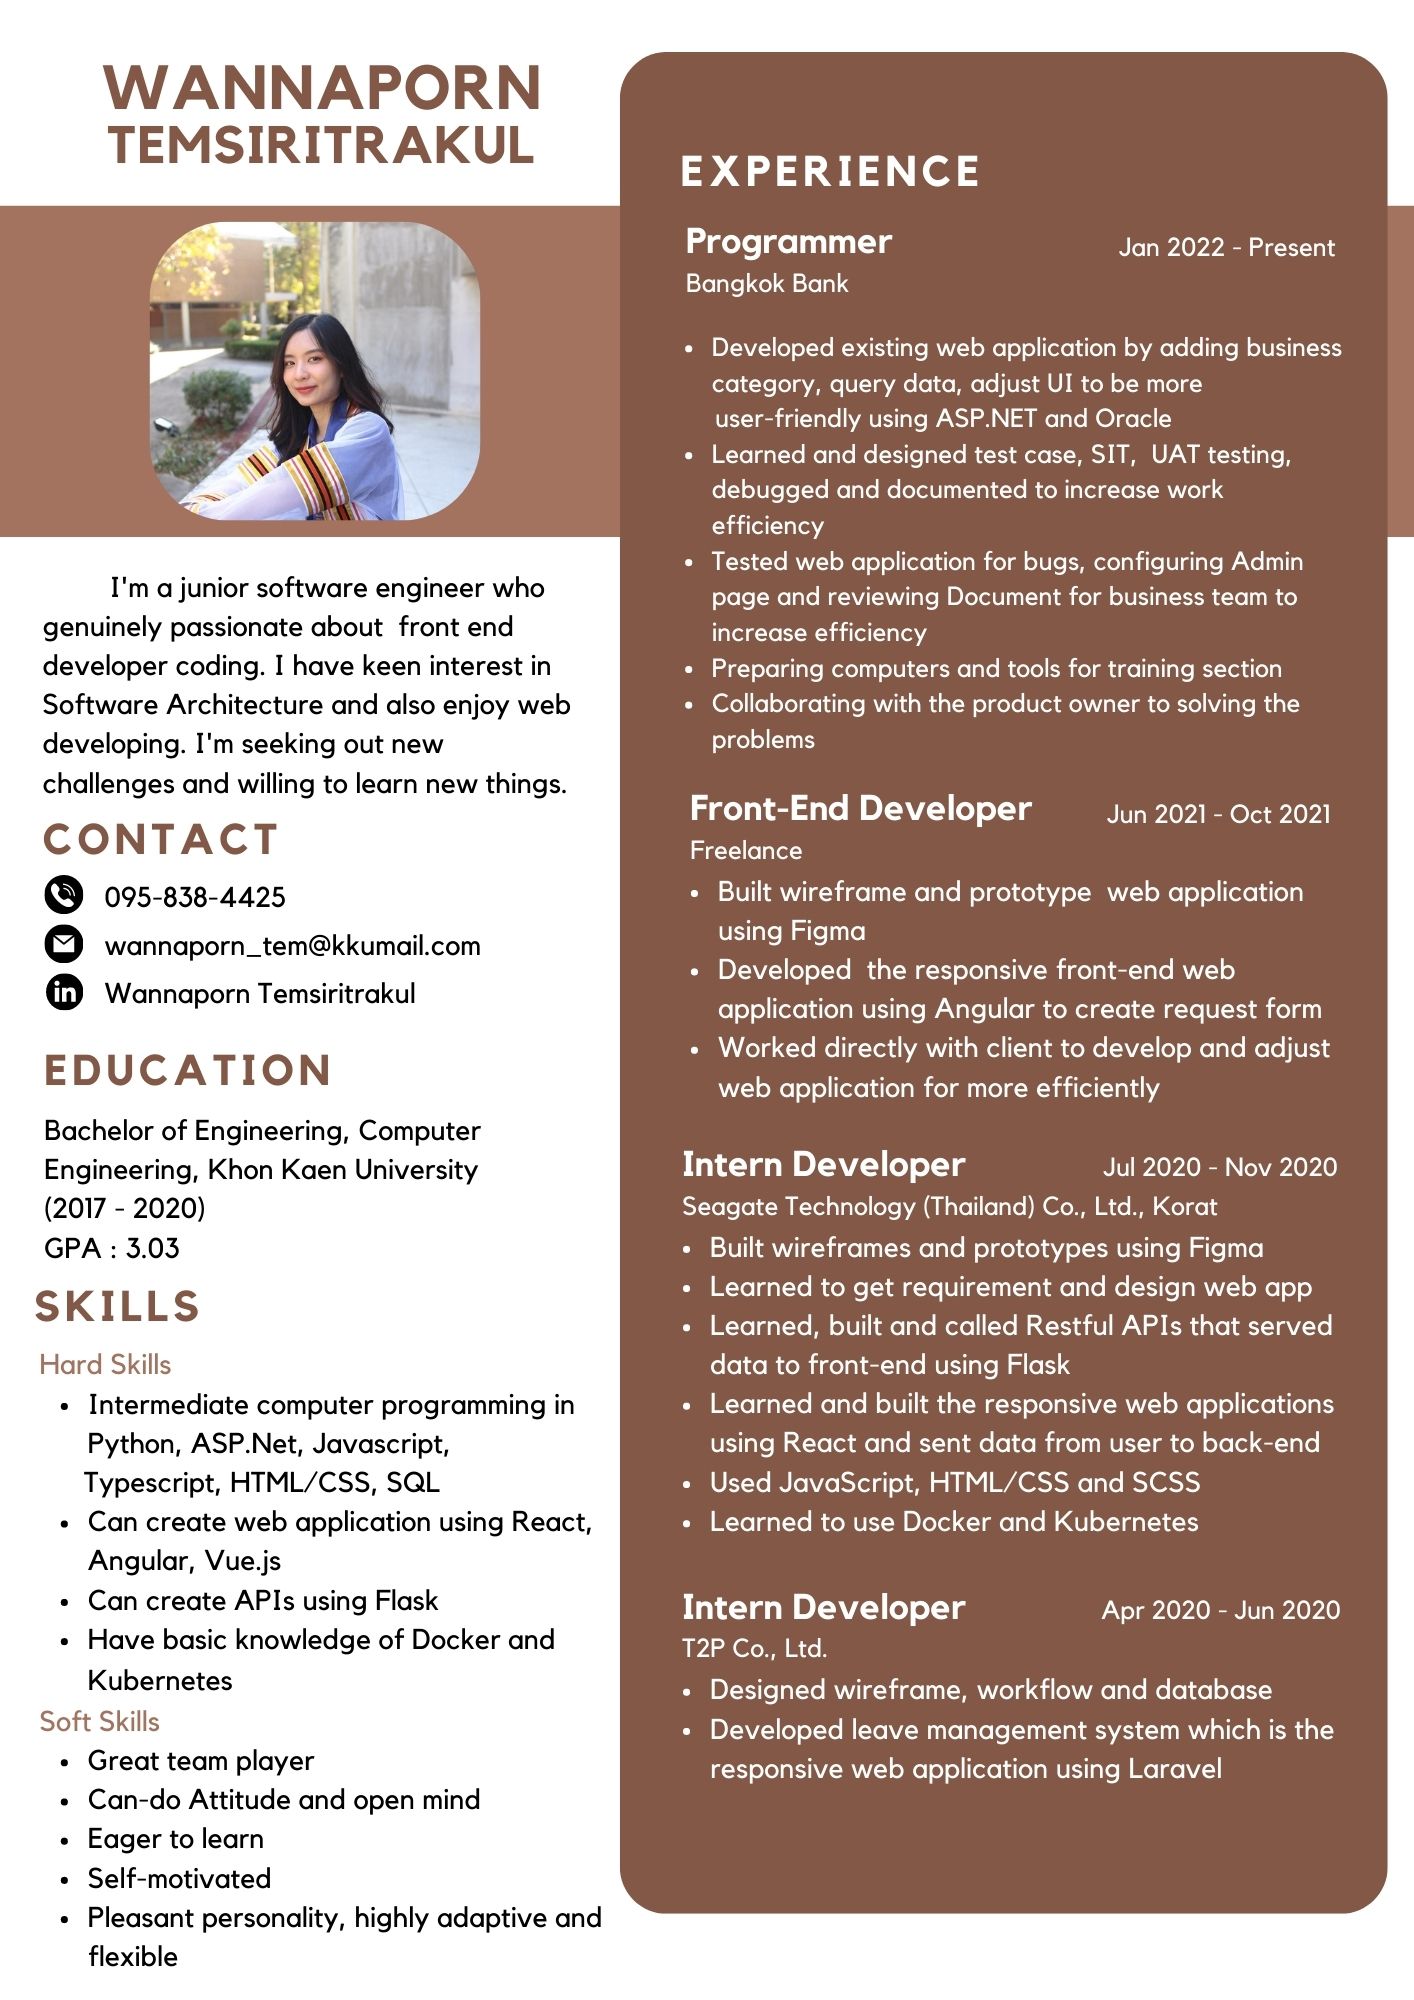 WANNAPORN
TEMSIRITRAKUL
I'm a junior software engineer who
genuinely passionate about  front end
developer coding. I have keen interest in
Software Architecture and also enjoy web
developing. I'm seeking out new
challenges and willing to learn new things.
CONTACT
095-838-4425
wannaporn_tem@kkumail.com
in Wannaporn Temsiritrakul
EDUCATION
Bachelor of Engineering, Computer
Engineering, Khon Kaen University
(2017 - 2020)
GPA : 3.03
SKILLS
Hard Skills
• Intermediate computer programming in
Python, ASP.Net, Javascript,
Typescript, HTML/CSS, SQL
• Can create web application using React,
Angular, Vue.js
• Can create APIs using Flask
• Have basic knowledge of Docker and
Kubernetes
Soft Skills
• Great team player
• Can-do Attitude and open mind
• Eager to learn
• Self-motivated
• Pleasant personality, highly adaptive and
flexible
EXPERIENCE
Programmer Jan 2022 - Present
Bangkok Bank
• Developed existing web application by adding business
category, query data, adjust UI to be more
user-friendly using ASP.NET and Oracle
• Learned and designed test case, SIT,  UAT testing,
debugged and documented to increase work
efficiency
• Tested web application for bugs, configuring Admin
page and reviewing Document for business team to
increase efficiency
• Preparing computers and tools for training section
• Collaborating with the product owner to solving the
problems
Front-End Developer Jun 2021 - Oct 2021
Freelance
• Built wireframe and prototype  web application
using Figma
• Developed  the responsive front-end web
application using Angular to create request form
• Worked directly with client to develop and adjust
web application for more efficiently
Intern Developer Jul 2020 - Nov 2020
Seagate Technology (Thailand) Co., Ltd., Korat
• Built wireframes and prototypes using Figma
• Learned to get requirement and design web app
• Learned, built and called Restful APIs that served
data to front-end using Flask
• Learned and built the responsive web applications
using React and sent data from user to back-end
• Used JavaScript, HTML/CSS and SCSS
• Learned to use Docker and Kubernetes
Intern Developer Apr 2020 - Jun 2020
T2P Co., Ltd.
• Designed wireframe, workflow and database
• Developed leave management system which is the
responsive web application using Laravel